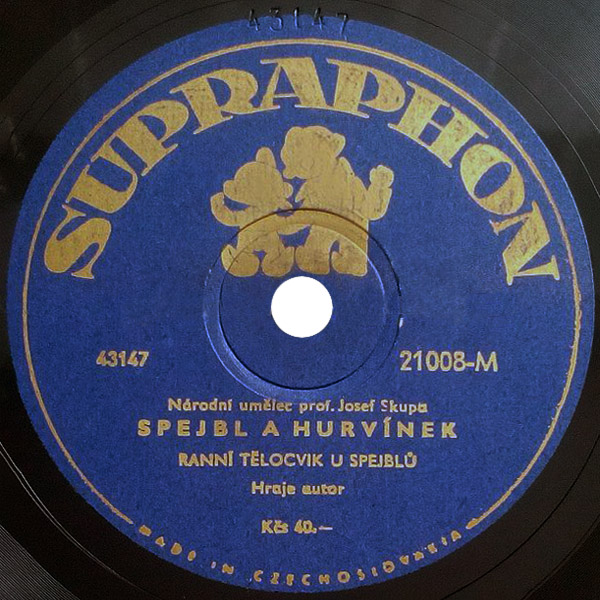 43147
SUPRAPHON
43147
21008-M
Národní umělec prof. Josef Skupa
SPEJBL A HURVÍNEK
RANNÍ TĚLOCVIK U SPEJBLŮ
Hraje autor
Kčs 40.—
MADE IN CZECHOSLOVAKIA